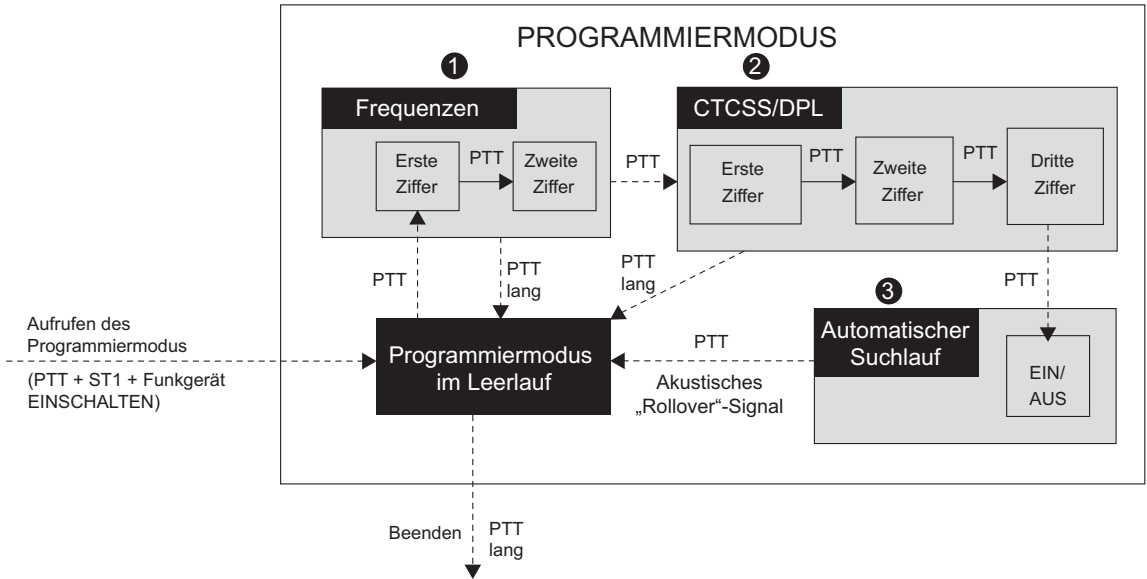 PROGRAMMIERMODUS
1
2
Frequenzen
CTCSS/DPL
Erste
Ziffer
PTT
Zweite
Ziffer
PTT
Erste
Ziffer
PTT
Zweite
Ziffer
PTT
Dritte
Ziffer
PTT
PTT
lang
PTT
lang
PTT
3
Aufrufen des
Programmiermodus
(PTT + ST1 + Funkgerät
EINSCHALTEN)
Programmiermodus
im Leerlauf
PTT
Akustisches
„Rollover“-Signal
Automatischer
Suchlauf
EIN/
AUS
Beenden
PTT
lang